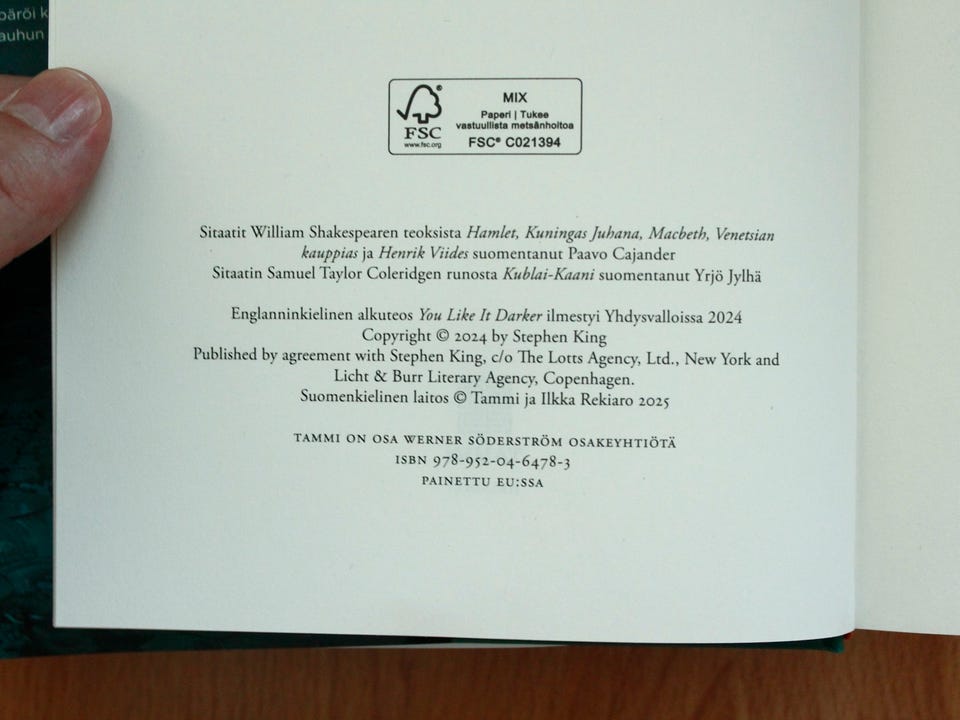 päröi k
auhun
MIX
Paperi | Tukee
vastuullista metsänhoitoa
FSC® C021394
FSC
www.fsc.org
Sitaatit William Shakespearen teoksista Hamlet, Kuningas Juhana, Macbeth, Venetsian
kauppias ja Henrik Viides suomentanut Paavo Cajander
Sitaatin Samuel Taylor Coleridgen runosta Kublai-Kaani suomentanut Yrjö Jylhä
Englanninkielinen alkuteos You Like It Darker ilmestyi Yhdysvalloissa 2024
Copyright © 2024 by Stephen King
Published by agreement with Stephen King, c/o The Lotts Agency, Ltd., New York and
Licht & Burr Literary Agency, Copenhagen.
Suomenkielinen laitos © Tammi ja Ilkka Rekiaro 2025
TAMMI ON OSA WERNER SÖDERSTRÖM OSAKEYHTIÖTÄ
ISBN 978-952-04-6478-3
PAINETTU EU:SSA